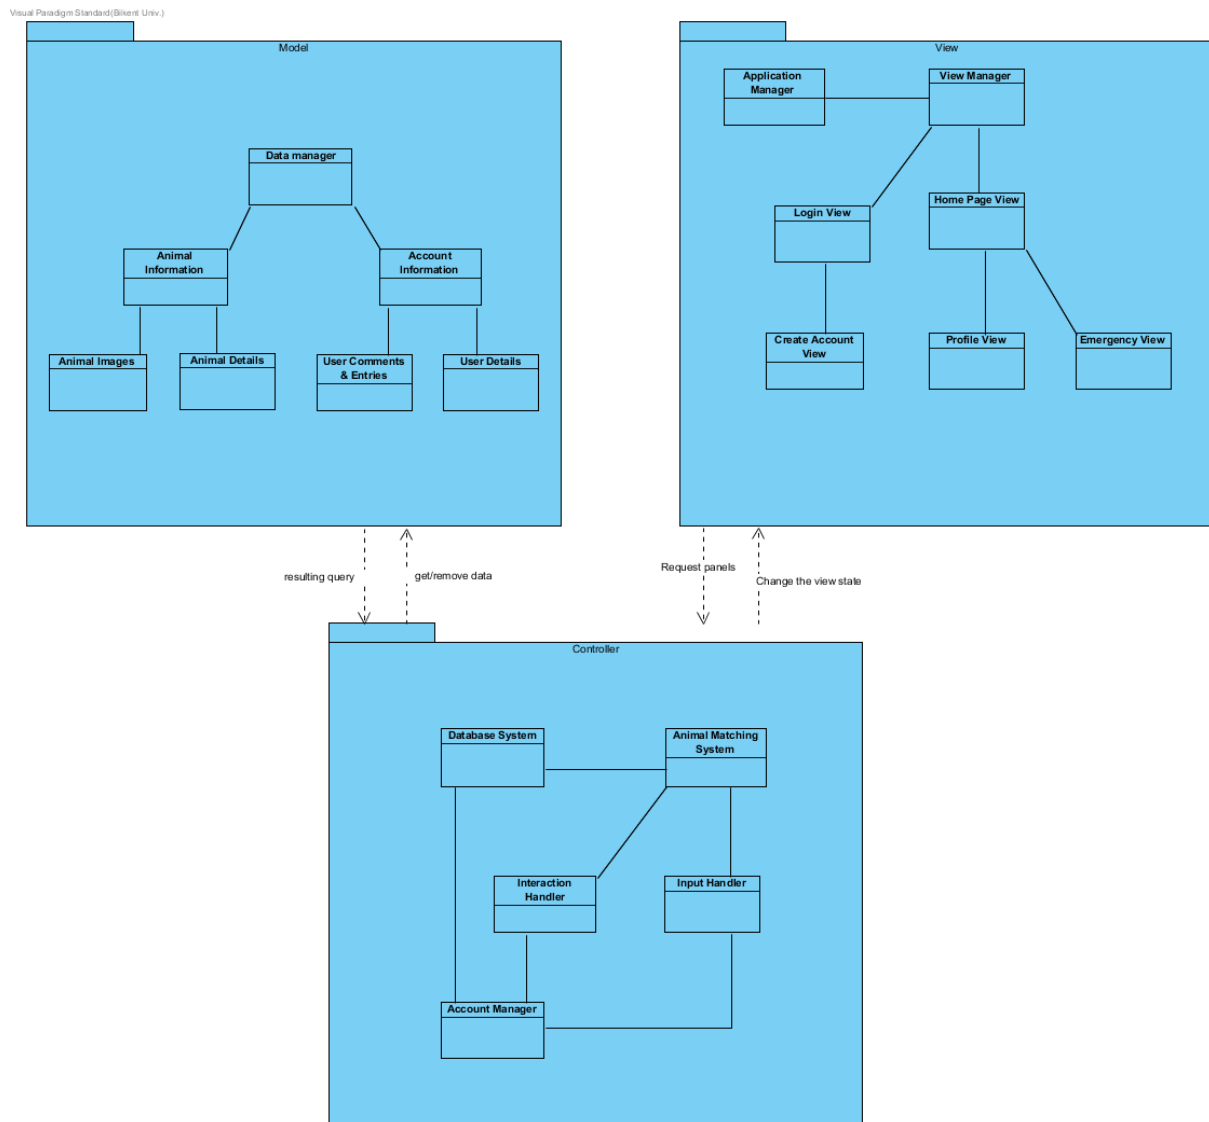 Visual Paradigm Standard(Bilkent Univ.)
Model
Data manager
Animal
Information
Account
Information
Animal Images
Animal Details
User Comments
& Entries
User Details
View
Application
Manager
View Manager
Login View
Home Page View
Create Account
View
Profile View
Emergency View
resulting query
get/remove data
Request panels
Change the view state
Controller
Database System
Animal Matching
System
Interaction
Handler
Input Handler
Account Manager